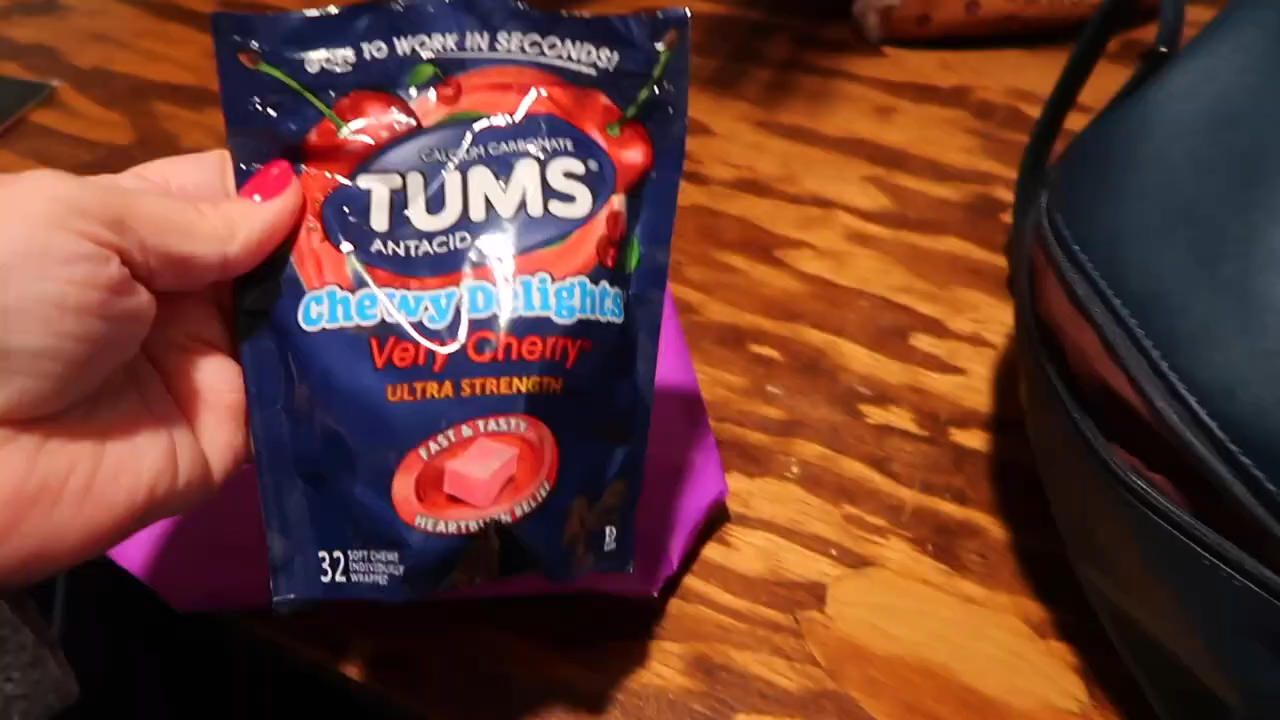 TO WORK IN SECONDS!
CALCIUM CARBONATE
TUMS®
ANTACID
Chewy Delights
Very Cherry
ULTRA STRENGTH
FAST & TASTY
HEARTBURN RELIEF
32 SOFT CHEWS
INDIVIDUALLY
WRAPPED